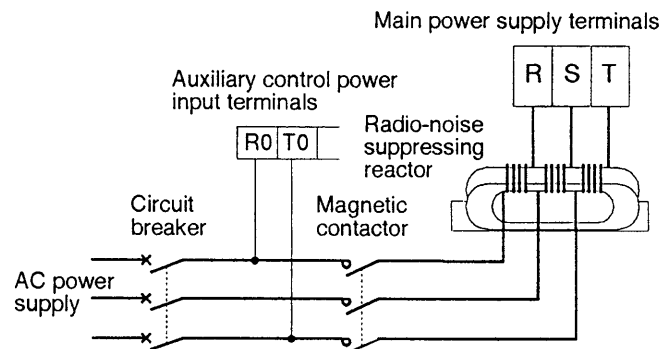 Main power supply terminals
R S T
Auxiliary control power
input terminals
R0 T0
Radio-noise
suppressing
reactor
Circuit
breaker
Magnetic
contactor
AC power
supply